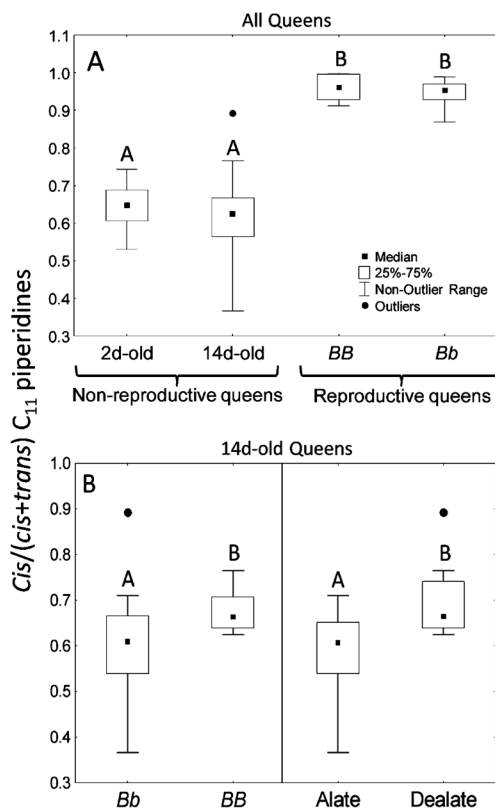 All Queens
1.1
1.0
0.9
0.8
0.7
0.6
0.5
0.4
0.3
A
A
A
B
B
Median
25%-75%
Non-Outlier Range
Outliers
2d-old 14d-old BB Bb
Non-reproductive queens Reproductive queens
Cis/(cis+trans) C11 piperidines
14d-old Queens
1.0
0.9
0.8
0.7
0.6
0.5
0.4
0.3
B
A
B
A
B
Bb BB Alate Dealate